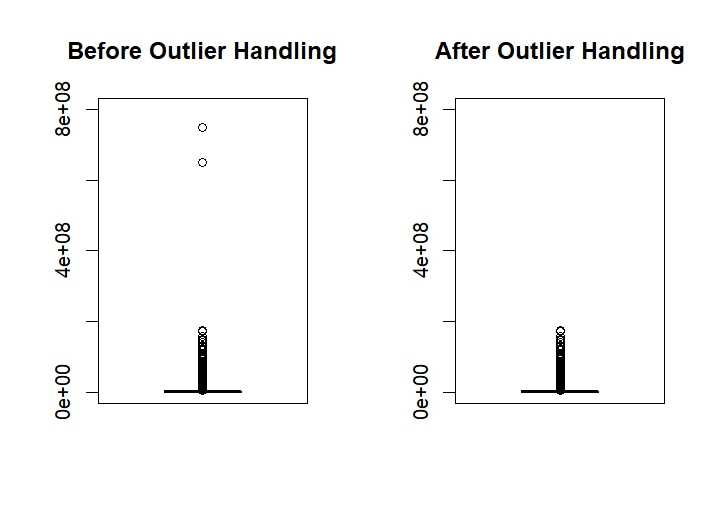 Before Outlier Handling
8e+08
4e+08
0e+00
After Outlier Handling
8e+08
4e+08
0e+00